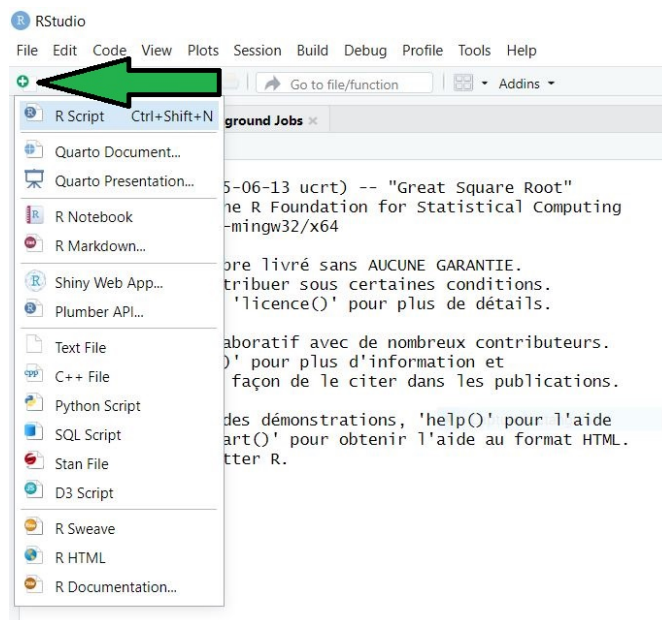 RStudio
File Edit Code View Plots Session Build Debug Profile Tools Help
Go to file/function Addins
R Script Ctrl+Shift+N
ground Jobs
Quarto Document...
Quarto Presentation...
5-06-13 ucrt) -- "Great Square Root"
R Notebook
he R Foundation for Statistical Computing
R Markdown...
-mingw32/x64
Shiny Web App...
bre livré sans AUCUNE GARANTIE.
tribuer sous certaines conditions.
Plumber API...
'licence()' pour plus de détails.
Text File
aboratif avec de nombreux contributeurs.
)' pour plus d'information et
C++ File
façon de le citer dans les publications.
Python Script
des démonstrations, 'help()' pour l'aide
SQL Script
art()' pour obtenir l'aide au format HTML.
Stan File
tter R.
D3 Script
R Sweave
R HTML
R Documentation...